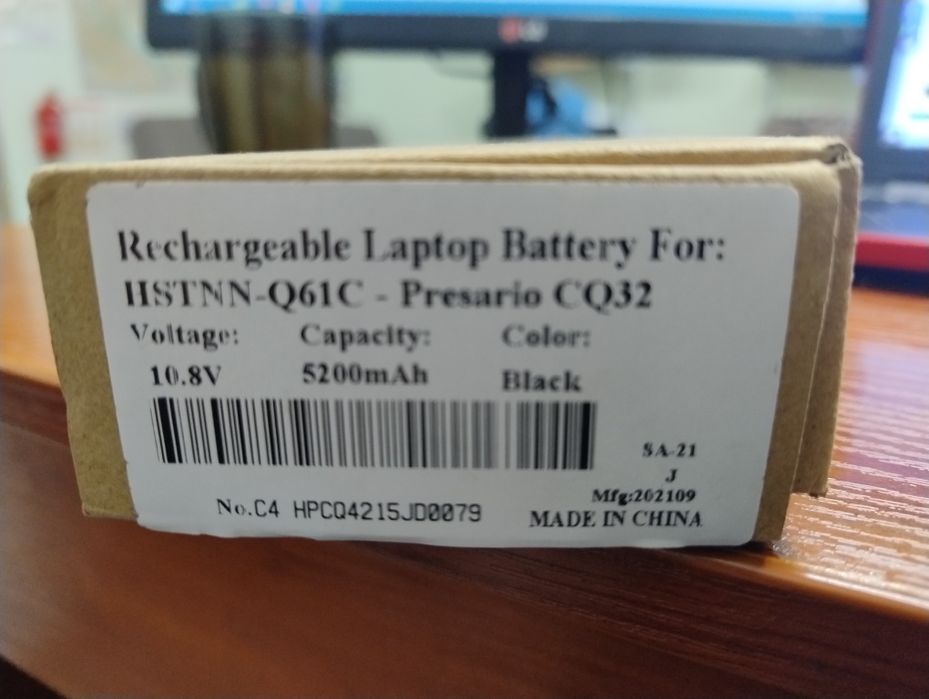 Rechargeable Laptop Battery For:
HSTNN-Q61C - Presario CQ32
Voltage: Capacity: Color:
10.8V 5200mAh Black
SA-21
J
Mfg:202109
No.C4 HPCQ4215JD0079
MADE IN CHINA
LG